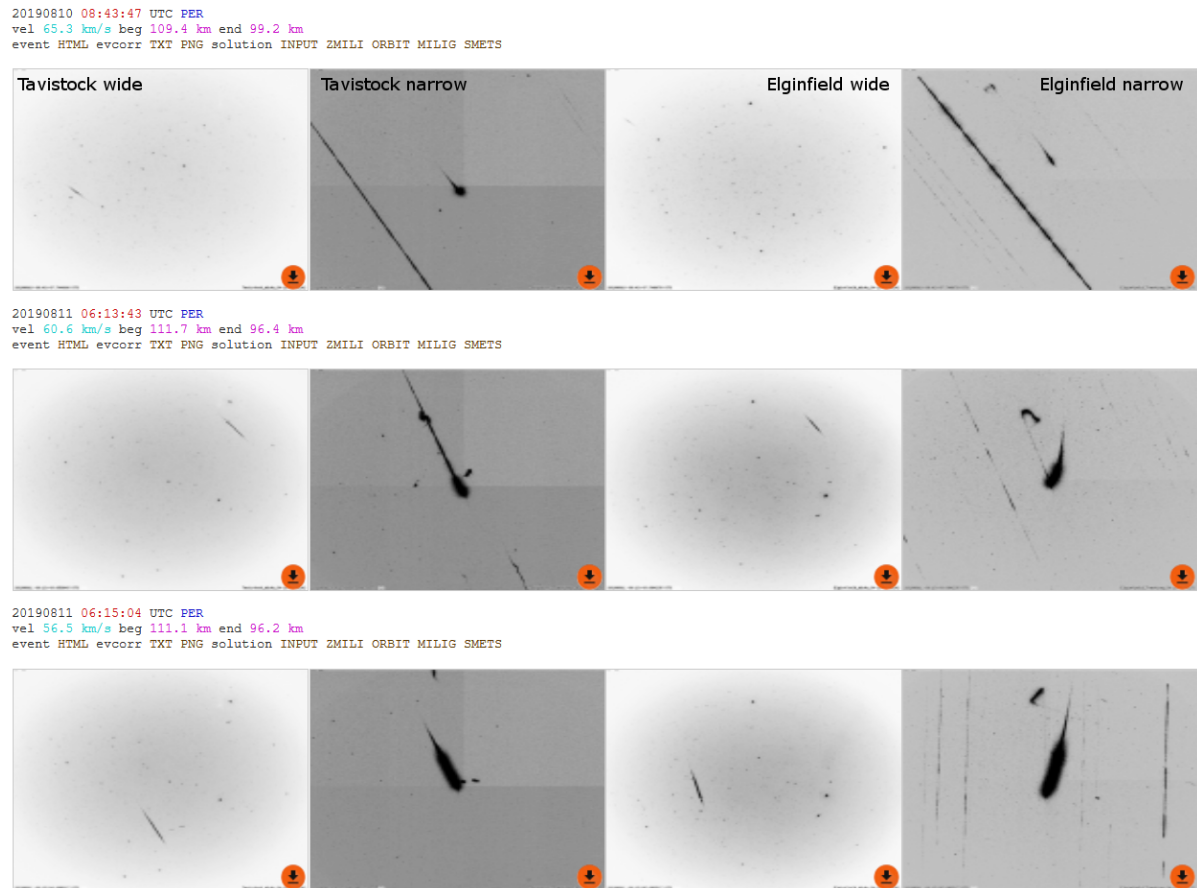 20190810 08:43:47 UTC PER
vel 65.3 km/s beg 109.4 km end 99.2 km
event HTML evcorr TXT PNG solution INPUT ZMILI ORBIT MILIG SMETS
Tavistock wide
Tavistock narrow
Elginfield wide
Elginfield narrow
20190811 06:13:43 UTC PER
vel 60.6 km/s beg 111.7 km end 96.4 km
event HTML evcorr TXT PNG solution INPUT ZMILI ORBIT MILIG SMETS
20190811 06:15:04 UTC PER
vel 56.5 km/s beg 111.1 km end 96.2 km
event HTML evcorr TXT PNG solution INPUT ZMILI ORBIT MILIG SMETS